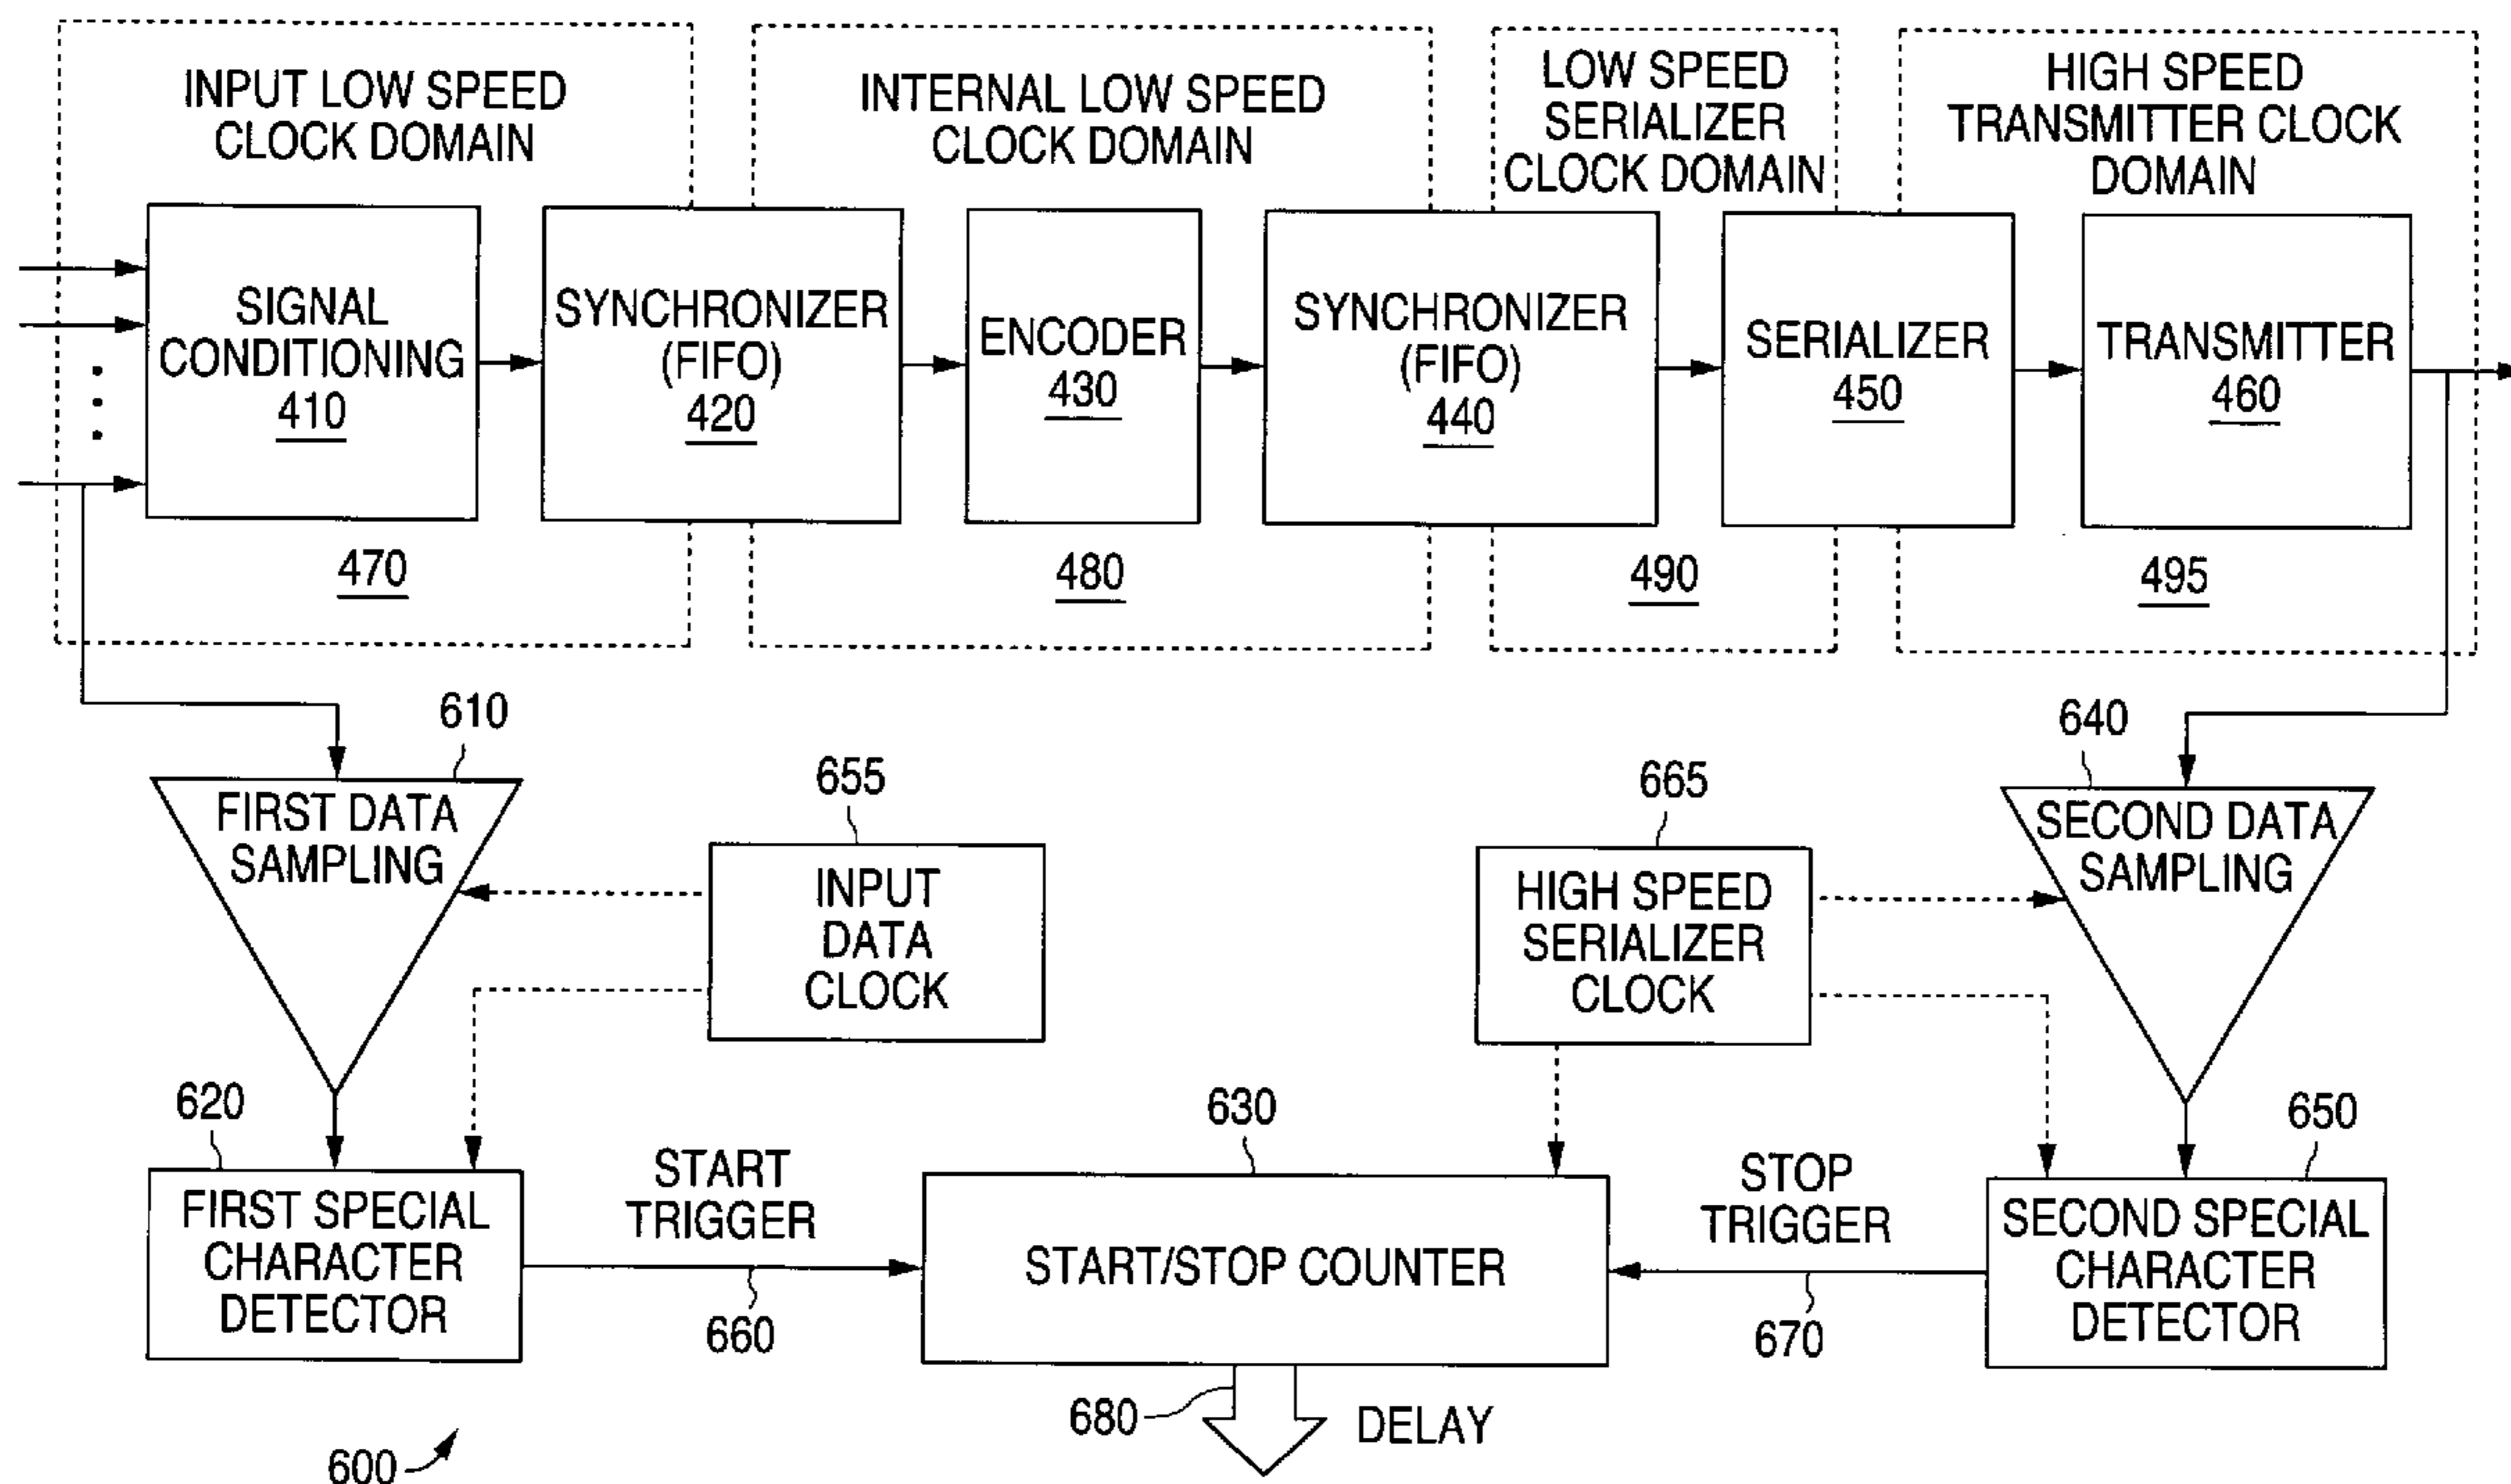 INPUT LOW SPEED
CLOCK DOMAIN
INTERNAL LOW SPEED
CLOCK DOMAIN
LOW SPEED
SERIALIZER
CLOCK DOMAIN
HIGH SPEED
TRANSMITTER CLOCK
DOMAIN
SIGNAL
CONDITIONING
410
SYNCHRONIZER
(FIFO)
420
ENCODER
430
SYNCHRONIZER
(FIFO)
440
SERIALIZER
450
TRANSMITTER
460
470
480
490
495
610
FIRST DATA
SAMPLING
655
INPUT
DATA
CLOCK
665
HIGH SPEED
SERIALIZER
CLOCK
640
SECOND DATA
SAMPLING
620
FIRST SPECIAL
CHARACTER
DETECTOR
START
TRIGGER
660
630
START/STOP COUNTER
STOP
TRIGGER
670
650
SECOND SPECIAL
CHARACTER
DETECTOR
680
DELAY
600